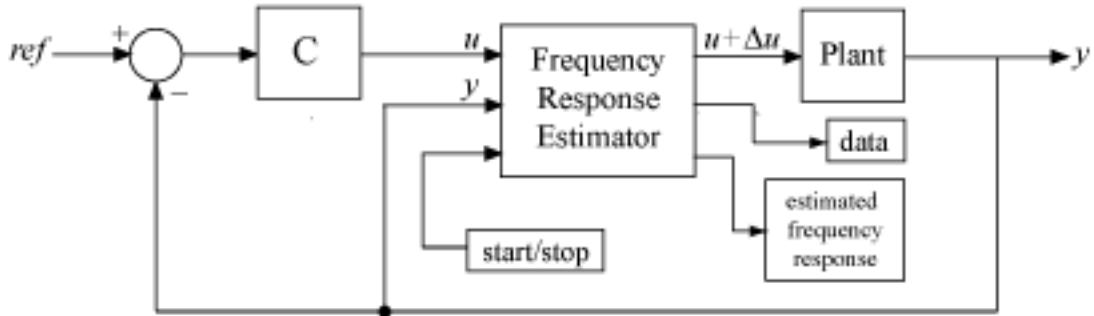 +
ref
C
u
y
Frequency
Response
Estimator
u+Δu
Plant
y
−
data
start/stop
estimated
frequency
response